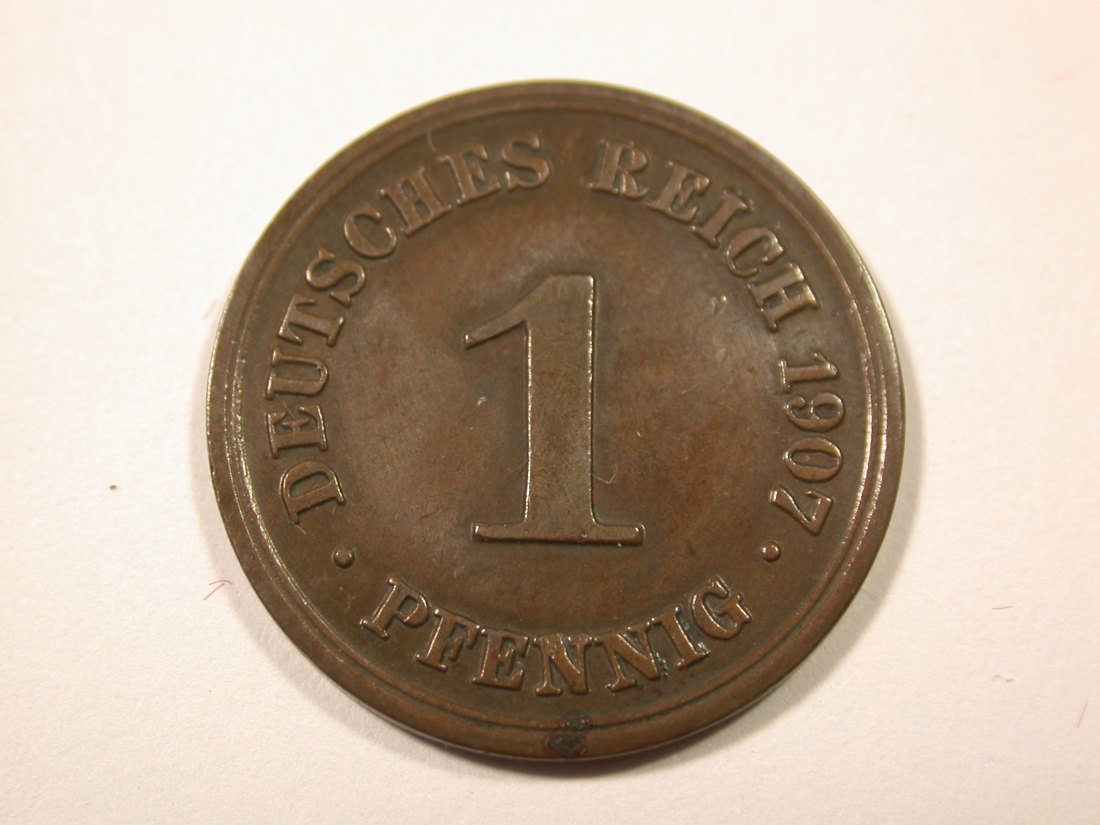 DEUTSCHES REICH 1907
1
· PFENNIG ·